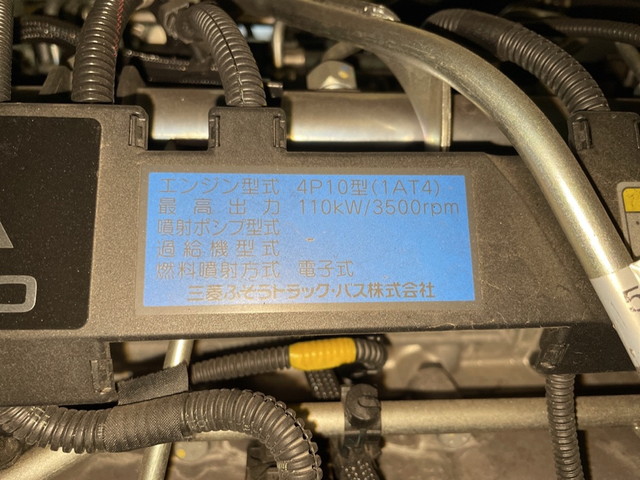 エンジン型式 4P10型(1AT4)
最高出力 110kW/3500rpm
噴射ポンプ型式
過給機型式 -
燃料噴射方式 電子式
三菱ふそうトラック・バス株式会社
O
5